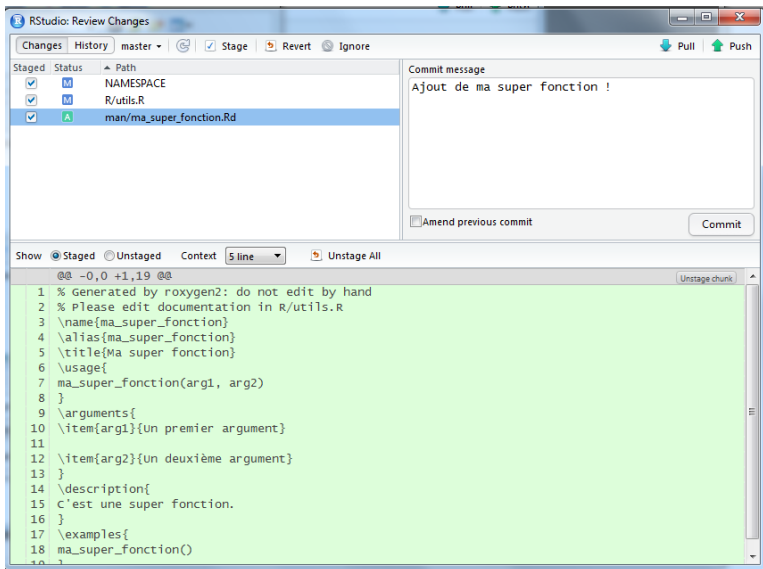 RStudio: Review Changes
Changes History master Stage Revert Ignore Pull Push
Staged Status Path
M NAMESPACE
M R/utils.R
A man/ma_super_fonction.Rd
Commit message
Ajout de ma super fonction !
Amend previous commit
Commit
Show Staged Unstaged Context 5 line Unstage All
@@ -0,0 +1,19 @@ Unstage chunk
1 % Generated by roxygen2: do not edit by hand
2 % Please edit documentation in R/utils.R
3 \name{ma_super_fonction}
4 \alias{ma_super_fonction}
5 \title{Ma super fonction}
6 \usage{
7 ma_super_fonction(arg1, arg2)
8 }
9 \arguments{
10 \item{arg1}{Un premier argument}
11
12 \item{arg2}{Un deuxième argument}
13 }
14 \description{
15 C'est une super fonction.
16 }
17 \examples{
18 ma_super_fonction()
19 }